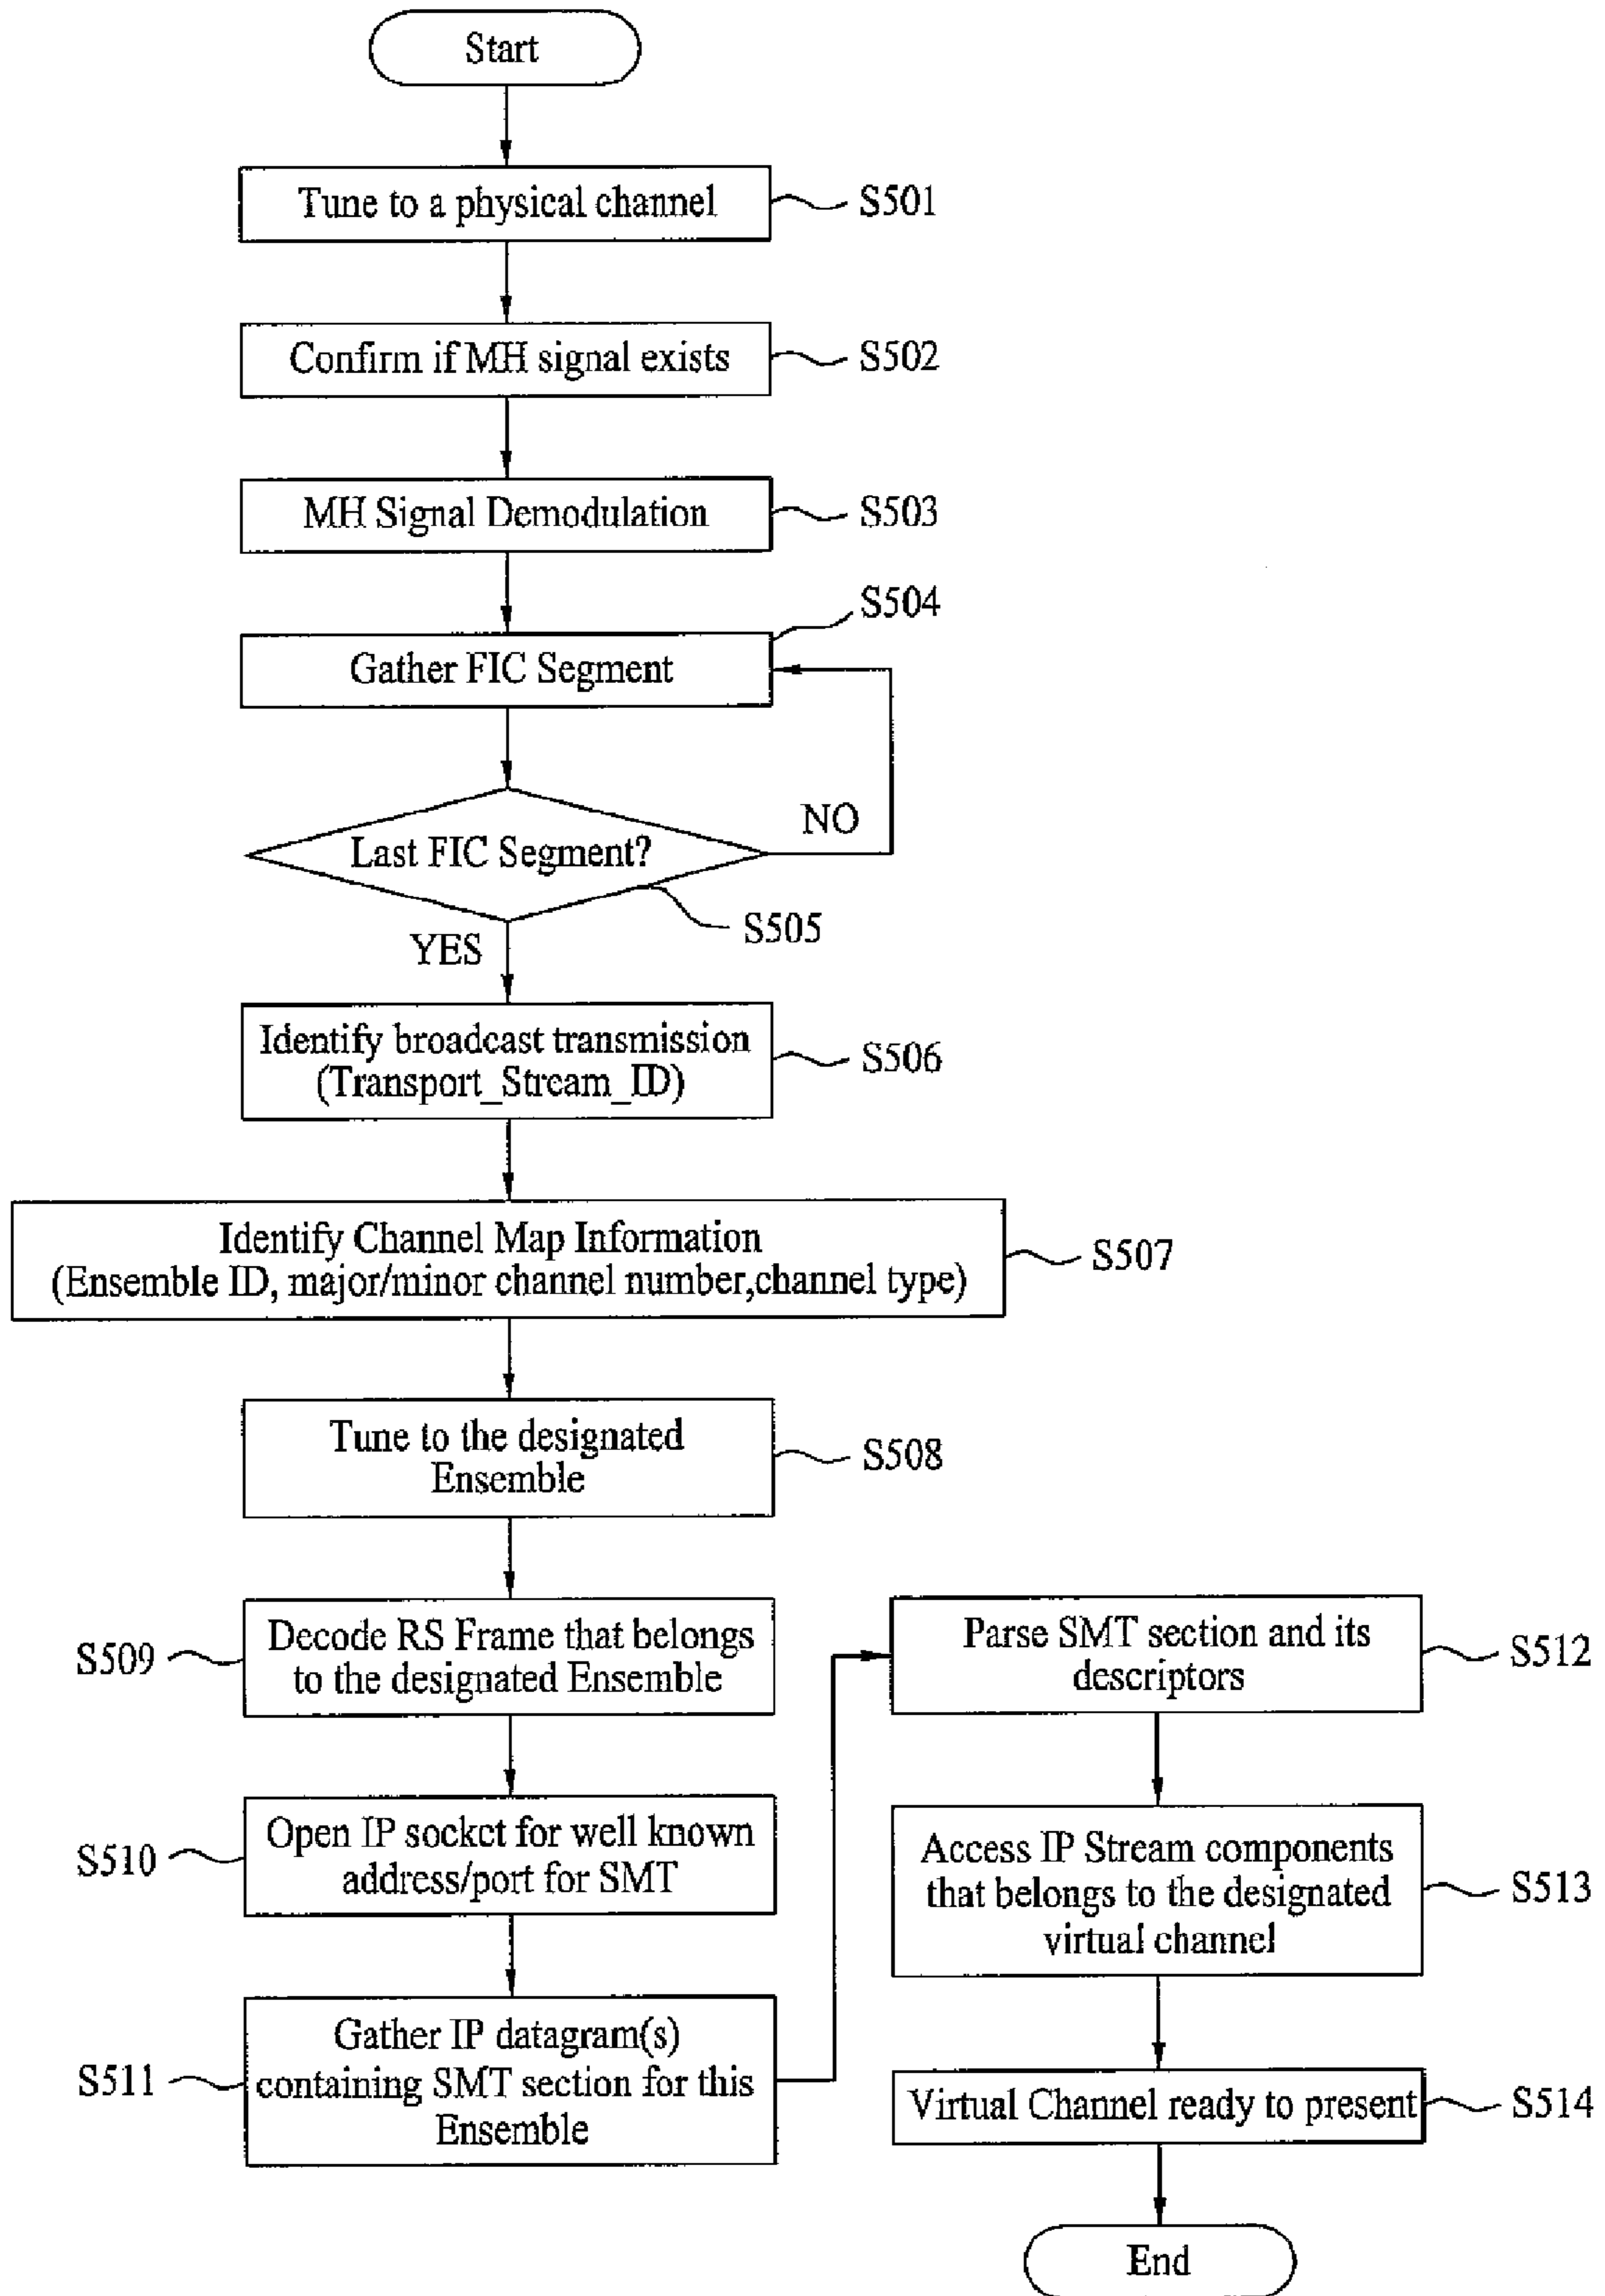 Start
Tune to a physical channel
S501
Confirm if MH signal exists
S502
MH Signal Demodulation
S503
S504
Gather FIC Segment
Last FIC Segment?
NO
S505
YES
Identify broadcast transmission
(Transport_Stream_ID)
S506
Identify Channel Map Information
(Ensemble ID, major/minor channel number,channel type)
S507
Tune to the designated
Ensemble
S508
S509
Decode RS Frame that belongs
to the designated Ensemble
S510
Open IP socket for well known
address/port for SMT
S511
Gather IP datagram(s)
containing SMT section for this
Ensemble
Parse SMT section and its
descriptors
S512
Access IP Stream components
that belongs to the designated
virtual channel
S513
Virtual Channel ready to present
S514
End